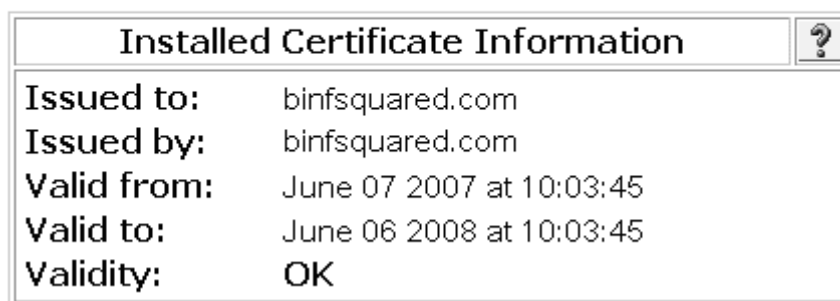 Installed Certificate Information ?
Issued to: binfsquared.com
Issued by: binfsquared.com
Valid from: June 07 2007 at 10:03:45
Valid to: June 06 2008 at 10:03:45
Validity: OK